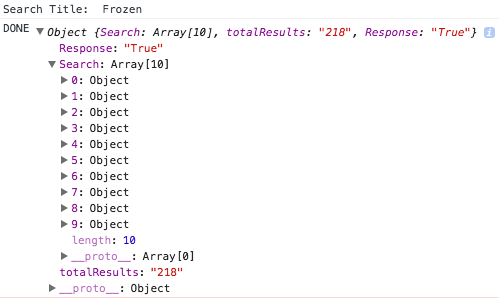 Search Title:  Frozen
DONE ▼Object {Search: Array[10], totalResults: "218", Response: "True"} i
Response: "True"
▼Search: Array[10]
▶0: Object
▶1: Object
▶2: Object
▶3: Object
▶4: Object
▶5: Object
▶6: Object
▶7: Object
▶8: Object
▶9: Object
length: 10
▶__proto__: Array[0]
totalResults: "218"
▶__proto__: Object